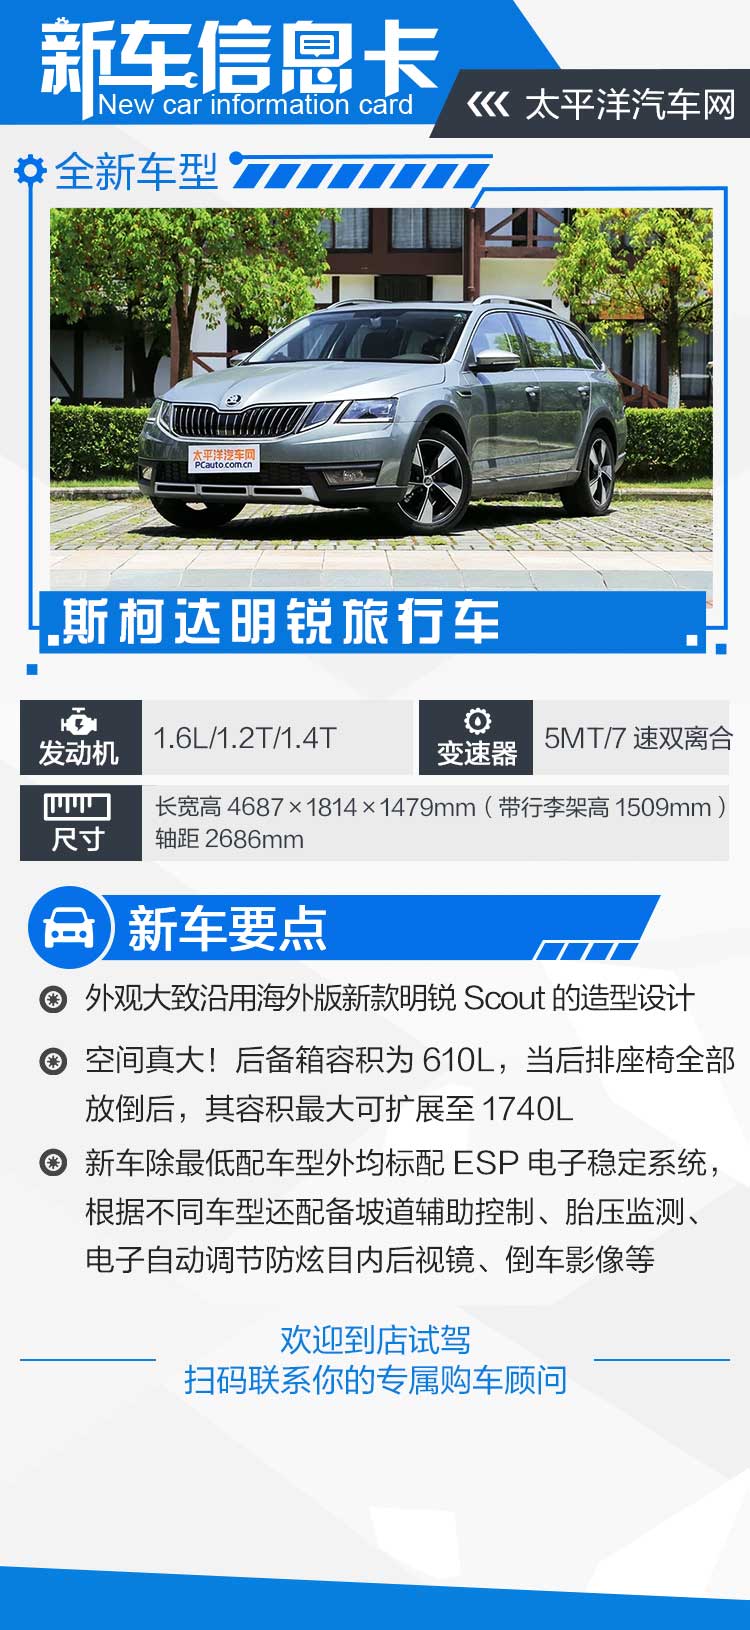 新车信息卡
New car information card
太平洋汽车网
全新车型
太平洋汽车网
PCauto.com.cn
斯柯达明锐旅行车
发动机
1.6L/1.2T/1.4T
变速器
5MT/7 速双离合
尺寸
长宽高 4687×1814×1479mm（带行李架高 1509mm）
轴距 2686mm
新车要点
外观大致沿用海外版新款明锐 Scout 的造型设计
空间真大！后备箱容积为 610L，当后排座椅全部
放倒后，其容积最大可扩展至 1740L
新车除最低配车型外均标配 ESP 电子稳定系统，
根据不同车型还配备坡道辅助控制、胎压监测、
电子自动调节防炫目内后视镜、倒车影像等
欢迎到店试驾
扫码联系你的专属购车顾问